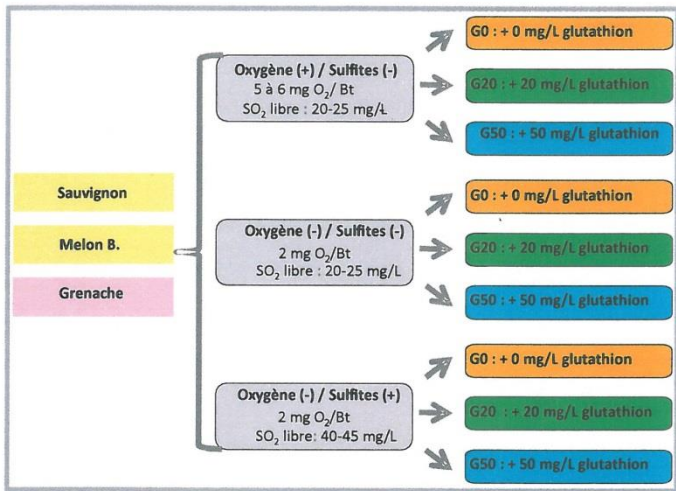 Sauvignon
Melon B.
Grenache
Oxygène (+) / Sulfites (-)
5 à 6 mg O₂/ Bt
SO₂ libre : 20-25 mg/L
G0 : + 0 mg/L glutathion
G20 : + 20 mg/L glutathion
G50 : + 50 mg/L glutathion
Oxygène (-) / Sulfites (-)
2 mg O₂/Bt
SO₂ libre : 20-25 mg/L
G0 : + 0 mg/L glutathion
G20 : + 20 mg/L glutathion
G50 : + 50 mg/L glutathion
Oxygène (-) / Sulfites (+)
2 mg O₂/Bt
SO₂ libre: 40-45 mg/L
G0 : + 0 mg/L glutathion
G20 : + 20 mg/L glutathion
G50 : + 50 mg/L glutathion